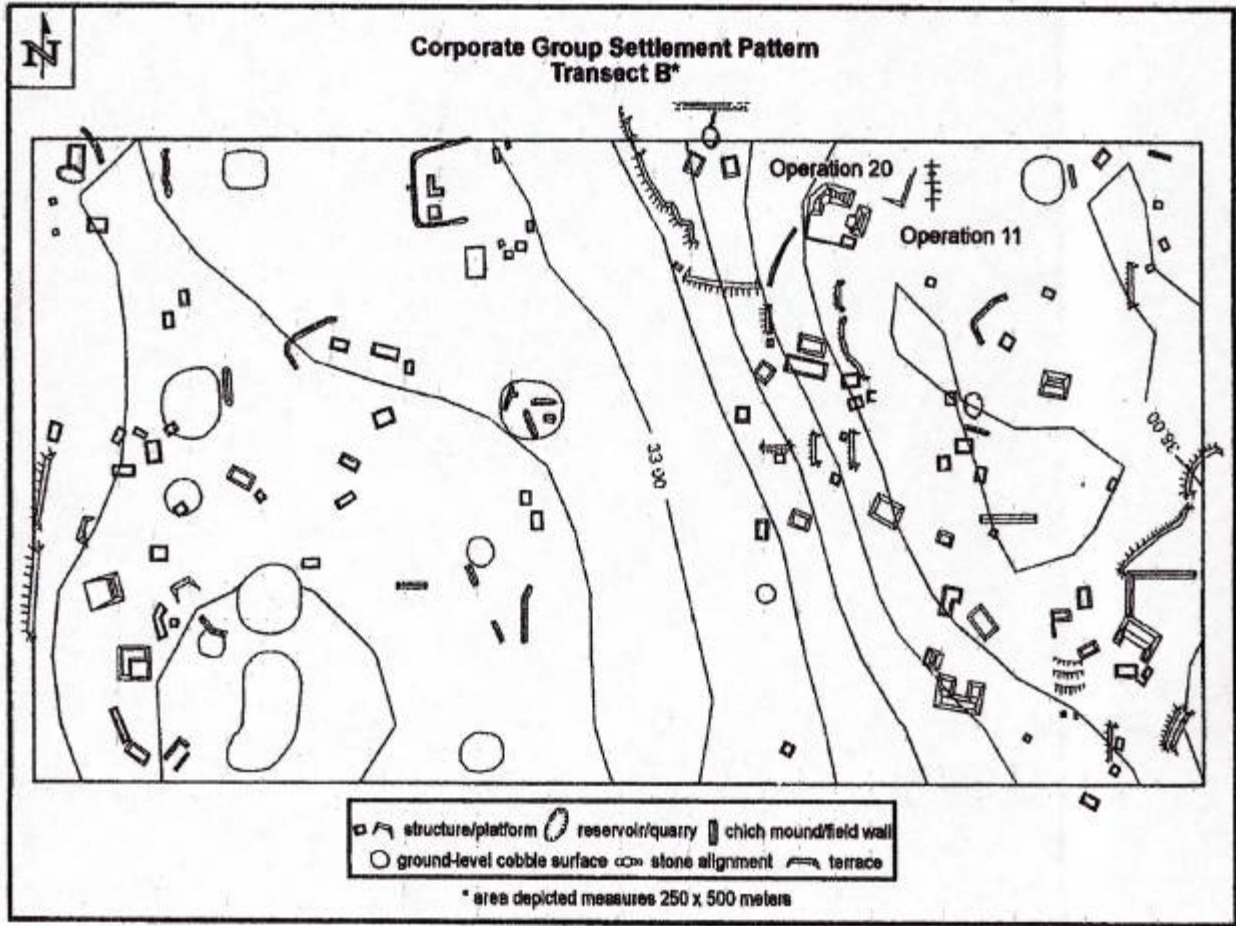 N
Corporate Group Settlement Pattern
Transect B*
Operation 20
Operation 11
33.00
structure/platform reservoir/quarry chich mound/field wall
ground-level cobble surface stone alignment terrace
* area depicted measures 250 x 500 meters